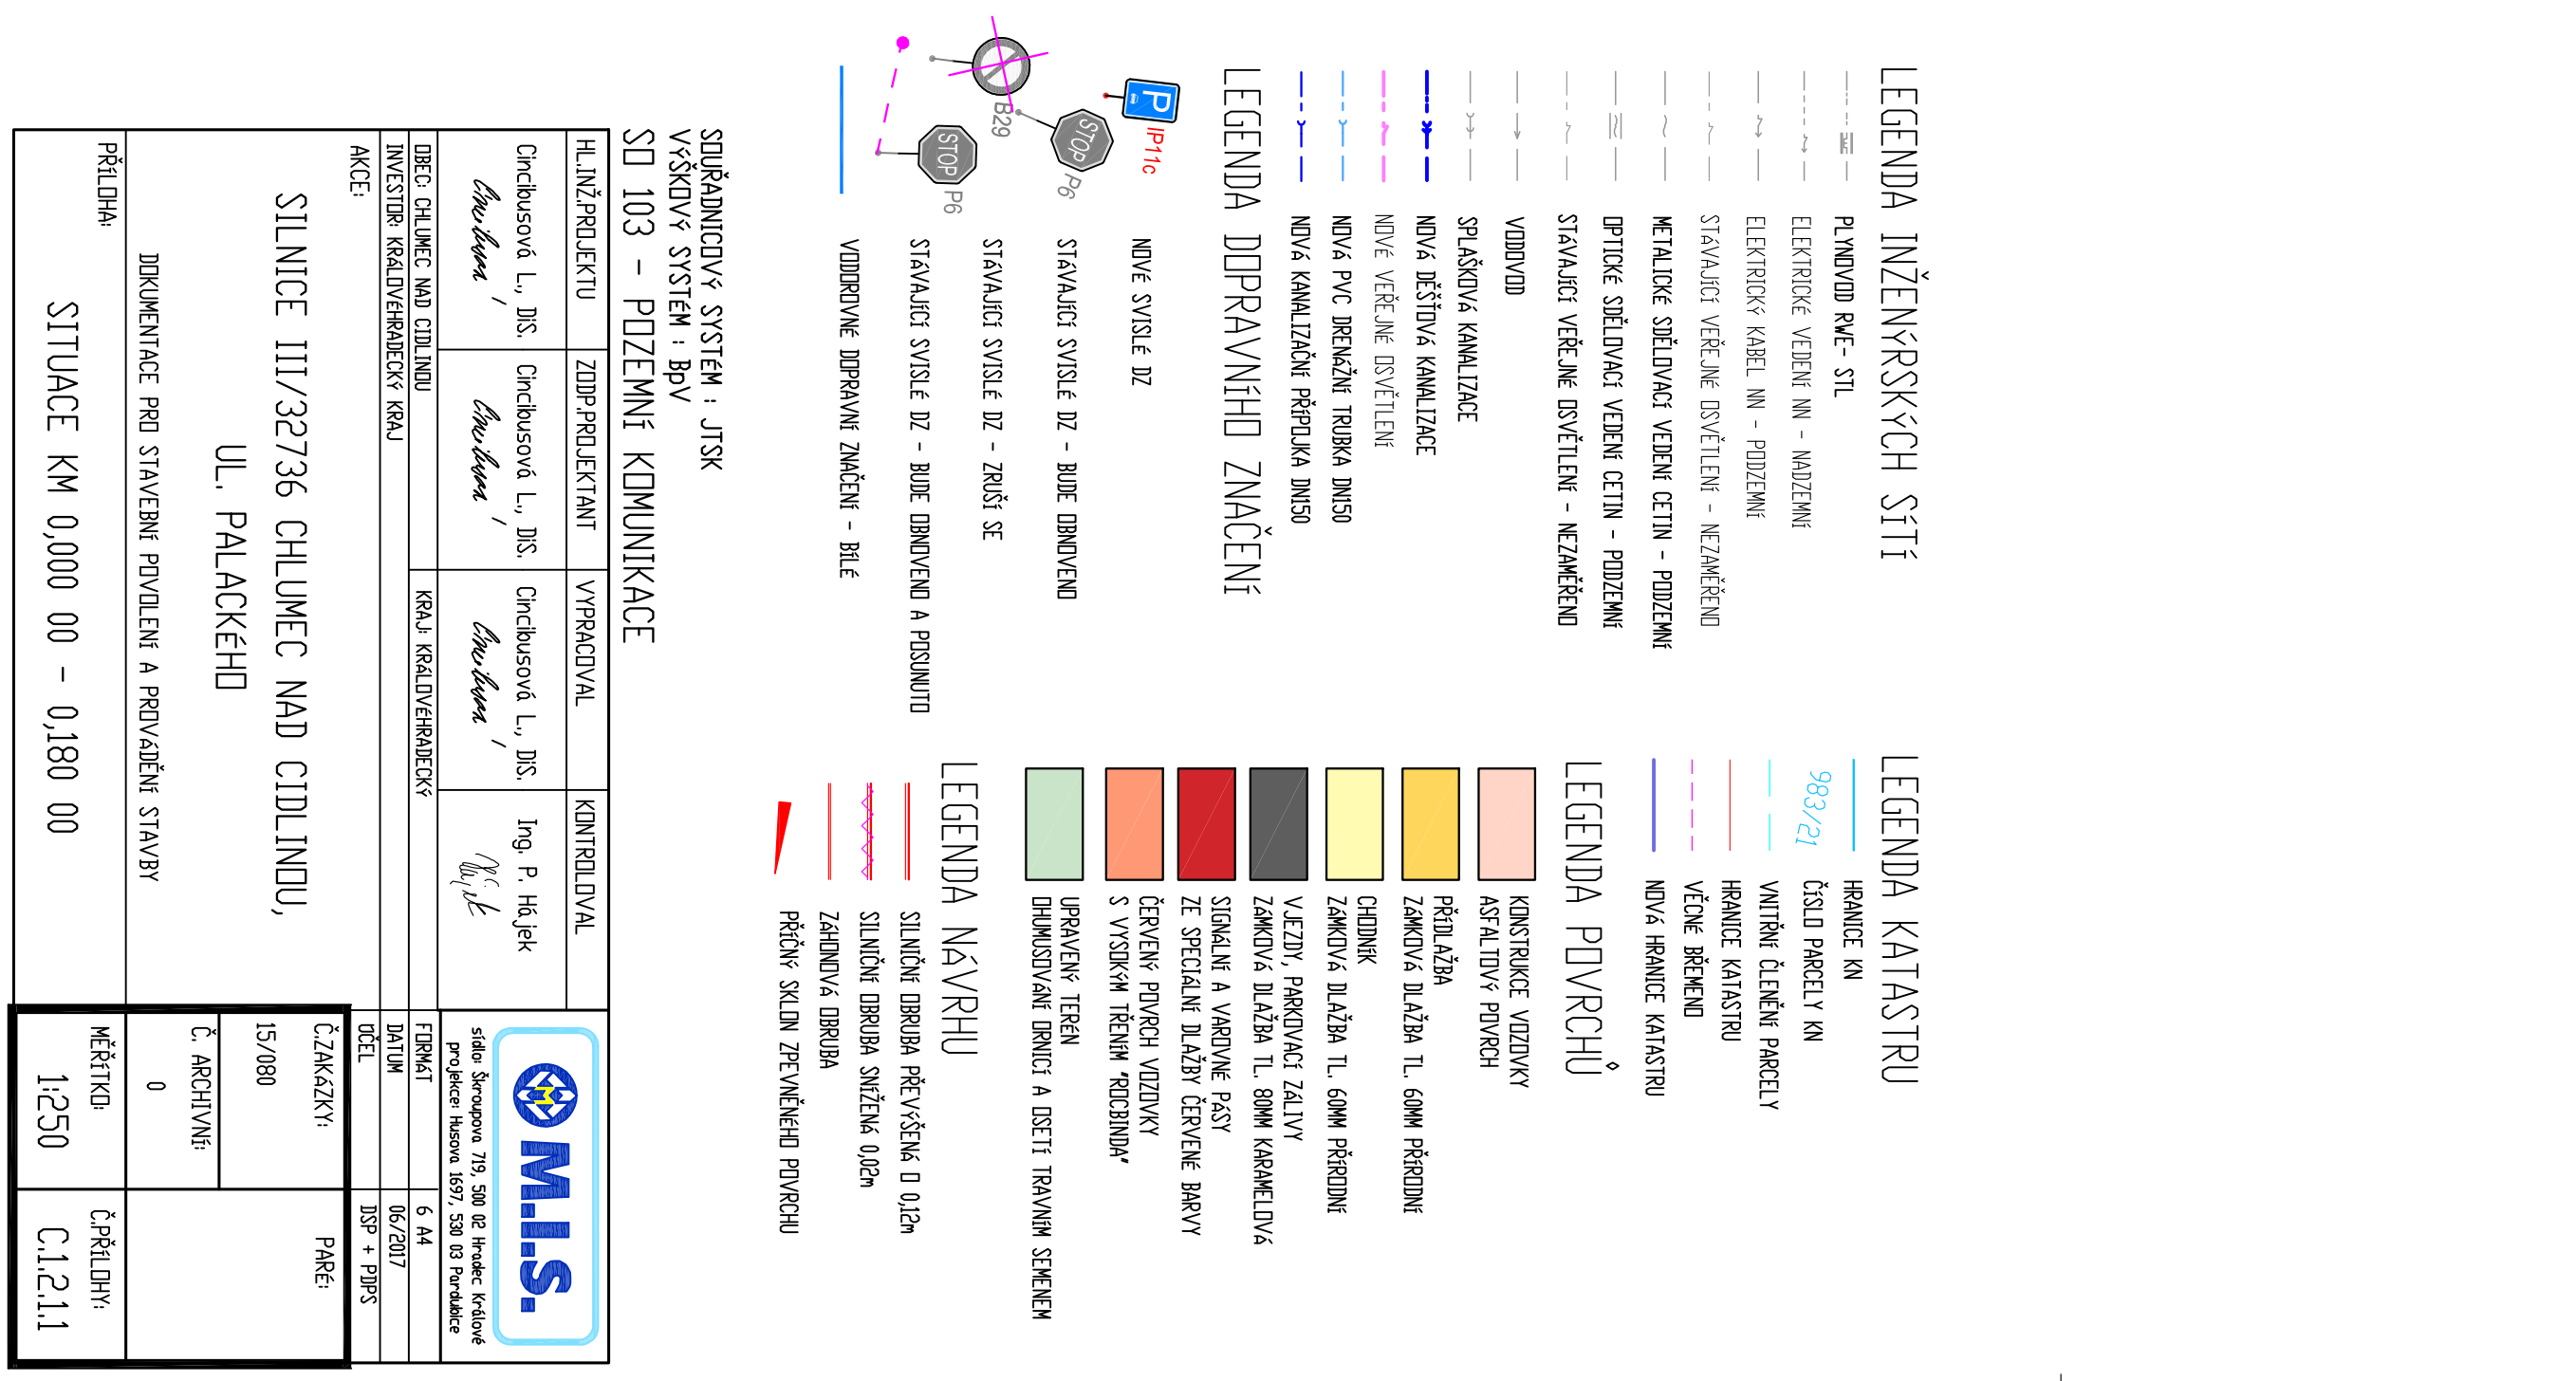 LEGENDA INŽENÝRSKÝCH SÍTÍ
PLYNOVOD RWE- STL
ELEKTRICKÉ VEDENÍ NN - NADZEMNÍ
ELEKTRICKÝ KABEL NN - PODZEMNÍ
STÁVAJÍCÍ VEŘEJNÉ OSVĚTLENÍ - NEZAMĚŘENO
METALICKÉ SDĚLOVACÍ VEDENÍ CETIN - PODZEMNÍ
OPTICKÉ SDĚLOVACÍ VEDENÍ CETIN - PODZEMNÍ
STÁVAJÍCÍ VEŘEJNÉ OSVĚTLENÍ - NEZAMĚŘENO
VODOVOD
SPLAŠKOVÁ KANALIZACE
NOVÁ DĚŠŤOVÁ KANALIZACE
NOVÉ VEŘEJNÉ OSVĚTLENÍ
NOVÁ PVC DRENÁŽNÍ TRUBKA DN150
NOVÁ KANALIZAČNÍ PŘÍPOJKA DN150
LEGENDA DOPRAVNÍHO ZNAČENÍ
P
IP11c
NOVÉ SVISLÉ DZ
STOP
P6
STÁVAJÍCÍ SVISLÉ DZ - BUDE OBNOVENO
B29
STÁVAJÍCÍ SVISLÉ DZ - ZRUŠÍ SE
STOP
P6
STÁVAJÍCÍ SVISLÉ DZ - BUDE OBNOVENO A POSUNUTO
VODOROVNÉ DOPRAVNÍ ZNAČENÍ - BÍLÉ
LEGENDA KATASTRU
HRANICE KN
983/21
ČÍSLO PARCELY KN
VNITŘNÍ ČLENĚNÍ PARCELY
HRANICE KATASTRU
VĚCNÉ BŘEMENO
NOVÁ HRANICE KATASTRU
LEGENDA POVRCHŮ
KONSTRUKCE VOZOVKY
ASFALTOVÝ POVRCH
PŘÍDLAŽBA
ZÁMKOVÁ DLAŽBA TL. 60MM PŘÍRODNÍ
CHODNÍK
ZÁMKOVÁ DLAŽBA TL. 60MM PŘÍRODNÍ
VJEZDY, PARKOVACÍ ZÁLIVY
ZÁMKOVÁ DLAŽBA TL. 80MM KARAMELOVÁ
SIGNÁLNÍ A VAROVNÉ PÁSY
ZE SPECIÁLNÍ DLAŽBY ČERVENÉ BARVY
ČERVENÝ POVRCH VOZOVKY
S VYSOKÝM TŘENÍM "ROCBINDA"
UPRAVENÝ TERÉN
OHUMUSOVÁNÍ ORNICÍ A OSETÍ TRAVNÍM SEMENEM
LEGENDA NÁVRHU
SILNIČNÍ OBRUBA PŘEVÝŠENÁ O 0,12m
SILNIČNÍ OBRUBA SNÍŽENÁ 0,02m
ZÁHONOVÁ OBRUBA
PŘÍČNÝ SKLON ZPEVNĚNÉHO POVRCHU
SOUŘADNICOVÝ SYSTÉM : JTSK
VÝŠKOVÝ SYSTÉM : BpV
SO 103 - POZEMNÍ KOMUNIKACE
HL.INŽ.PROJEKTU
ZODP.PROJEKTANT
VYPRACOVAL
KONTROLOVAL
Cincibusová L., DiS.
Cincibusová L., DiS.
Cincibusová L., DiS.
Ing. P. Hájek
M.I.S.
sídlo: Škroupova 719, 500 02 Hradec Králové
projekce: Husova 1697, 530 03 Pardubice
OBEC: CHLUMEC NAD CIDLINOU
KRAJ: KRÁLOVÉHRADECKÝ
FORMÁT
6 A4
INVESTOR: KRÁLOVÉHRADECKÝ KRAJ
DATUM
06/2017
AKCE:
ÚČEL
DSP + PDPS
SILNICE III/32736 CHLUMEC NAD CIDLINOU,
UL. PALACKÉHO
Č.ZAKÁZKY:
15/080
PARÉ:
Č. ARCHIVNÍ:
0
DOKUMENTACE PRO STAVEBNÍ POVOLENÍ A PROVÁDĚNÍ STAVBY
PŘÍLOHA:
SITUACE KM 0,000 00 - 0,180 00
MĚŘÍTKO:
1:250
Č.PŘÍLOHY:
C.1.2.1.1